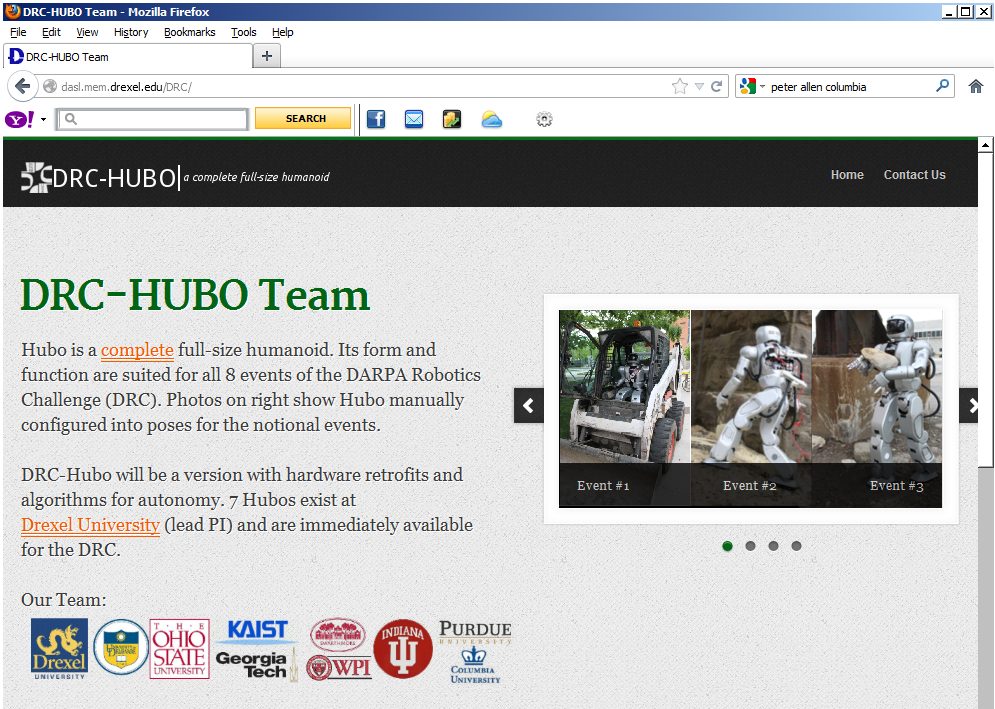 DRC-HUBO Team - Mozilla Firefox
File Edit View History Bookmarks Tools Help
DRC-HUBO Team
dasl.mem.drexel.edu/DRC/
peter allen columbia
Y!
SEARCH
DRC-HUBO a complete full-size humanoid
Home Contact Us
DRC-HUBO Team
Hubo is a complete full-size humanoid. Its form and
function are suited for all 8 events of the DARPA Robotics
Challenge (DRC). Photos on right show Hubo manually
configured into poses for the notional events.
DRC-Hubo will be a version with hardware retrofits and
algorithms for autonomy. 7 Hubos exist at
Drexel University (lead PI) and are immediately available
for the DRC.
Event #1 Event #2 Event #3
Our Team:
Drexel
UNIVERSITY
THE
OHIO
STATE
UNIVERSITY
KAIST
Georgia
Tech
WPI
INDIANA
PURDUE
UNIVERSITY
COLUMBIA
UNIVERSITY